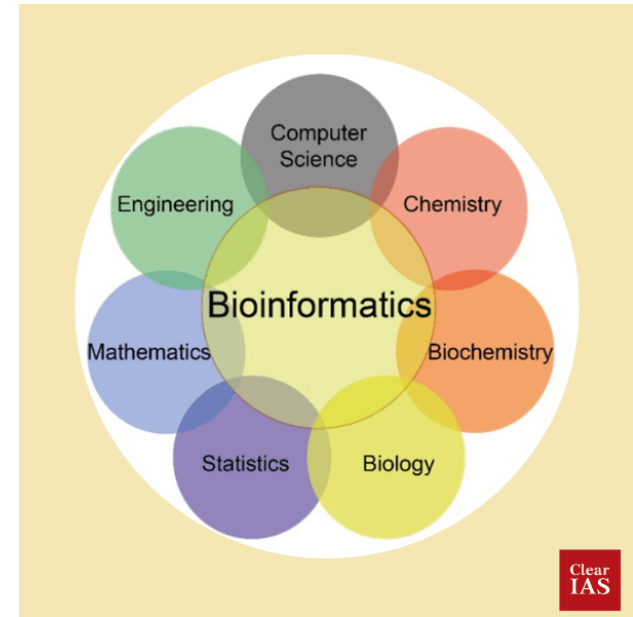 Computer
Science
Engineering
Chemistry
Bioinformatics
Mathematics
Biochemistry
Statistics
Biology
Clear
IAS